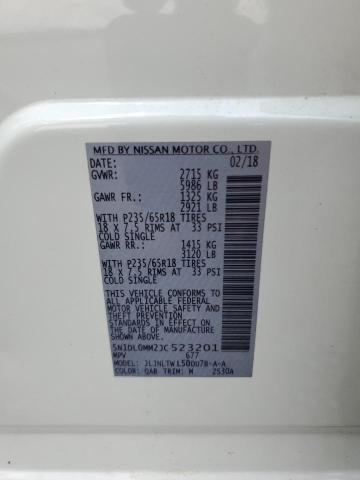 MFD BY NISSAN MOTOR CO., LTD.
DATE: 02/18
GVWR: 2715 KG
5986 LB
GAWR FR.: 1325 KG
2921 LB
WITH P235/65R18 TIRES
18 X 7.5 RIMS AT 33 PSI
COLD SINGLE
GAWR RR.: 1415 KG
3120 LB
WITH P235/65R18 TIRES
18 X 7.5 RIMS AT 33 PSI
COLD SINGLE
THIS VEHICLE CONFORMS TO
ALL APPLICABLE FEDERAL
MOTOR VEHICLE SAFETY
STANDARDS IN EFFECT ON
THE DATE OF MANUFACTURE
SHOWN ABOVE
5N1DL0MM2JC523201
MPV 677
MODEL: JLJNLTWL50UU7B-A-A
COLOR: QAB TRIM: M 2530A